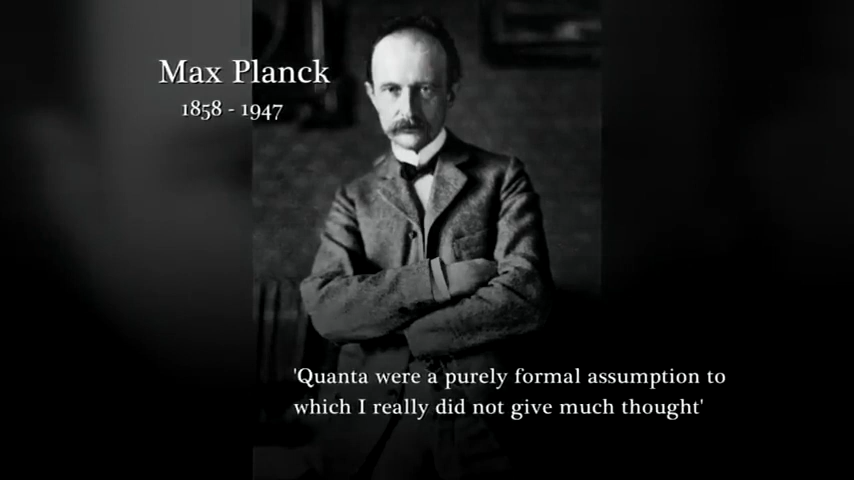 Max Planck
1858 - 1947
'Quanta were a purely formal assumption to
which I really did not give much thought'